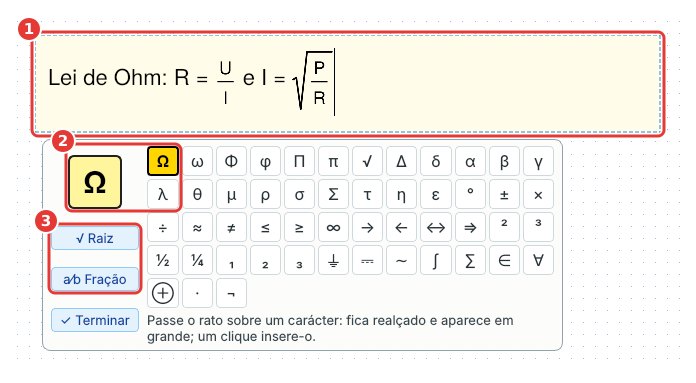 1
Lei de Ohm: R = U/I e I = √(P/R)
2
Ω
Ω ω Φ φ Π π √ Δ δ α β γ
λ θ μ ρ σ Σ τ η ε ° ± ×
3
÷ ≈ ≠ ≤ ≥ ∞ → ← ↔ ⇒ ² ³
√ Raiz
½ ¼ ₁ ₂ ₃ ⏚ ⎓ ∼ ∫ ∑ ∈ ∀
a⁄b Fração
⊕ · ¬
✓ Terminar
Passe o rato sobre um carácter: fica realçado e aparece em
grande; um clique insere-o.